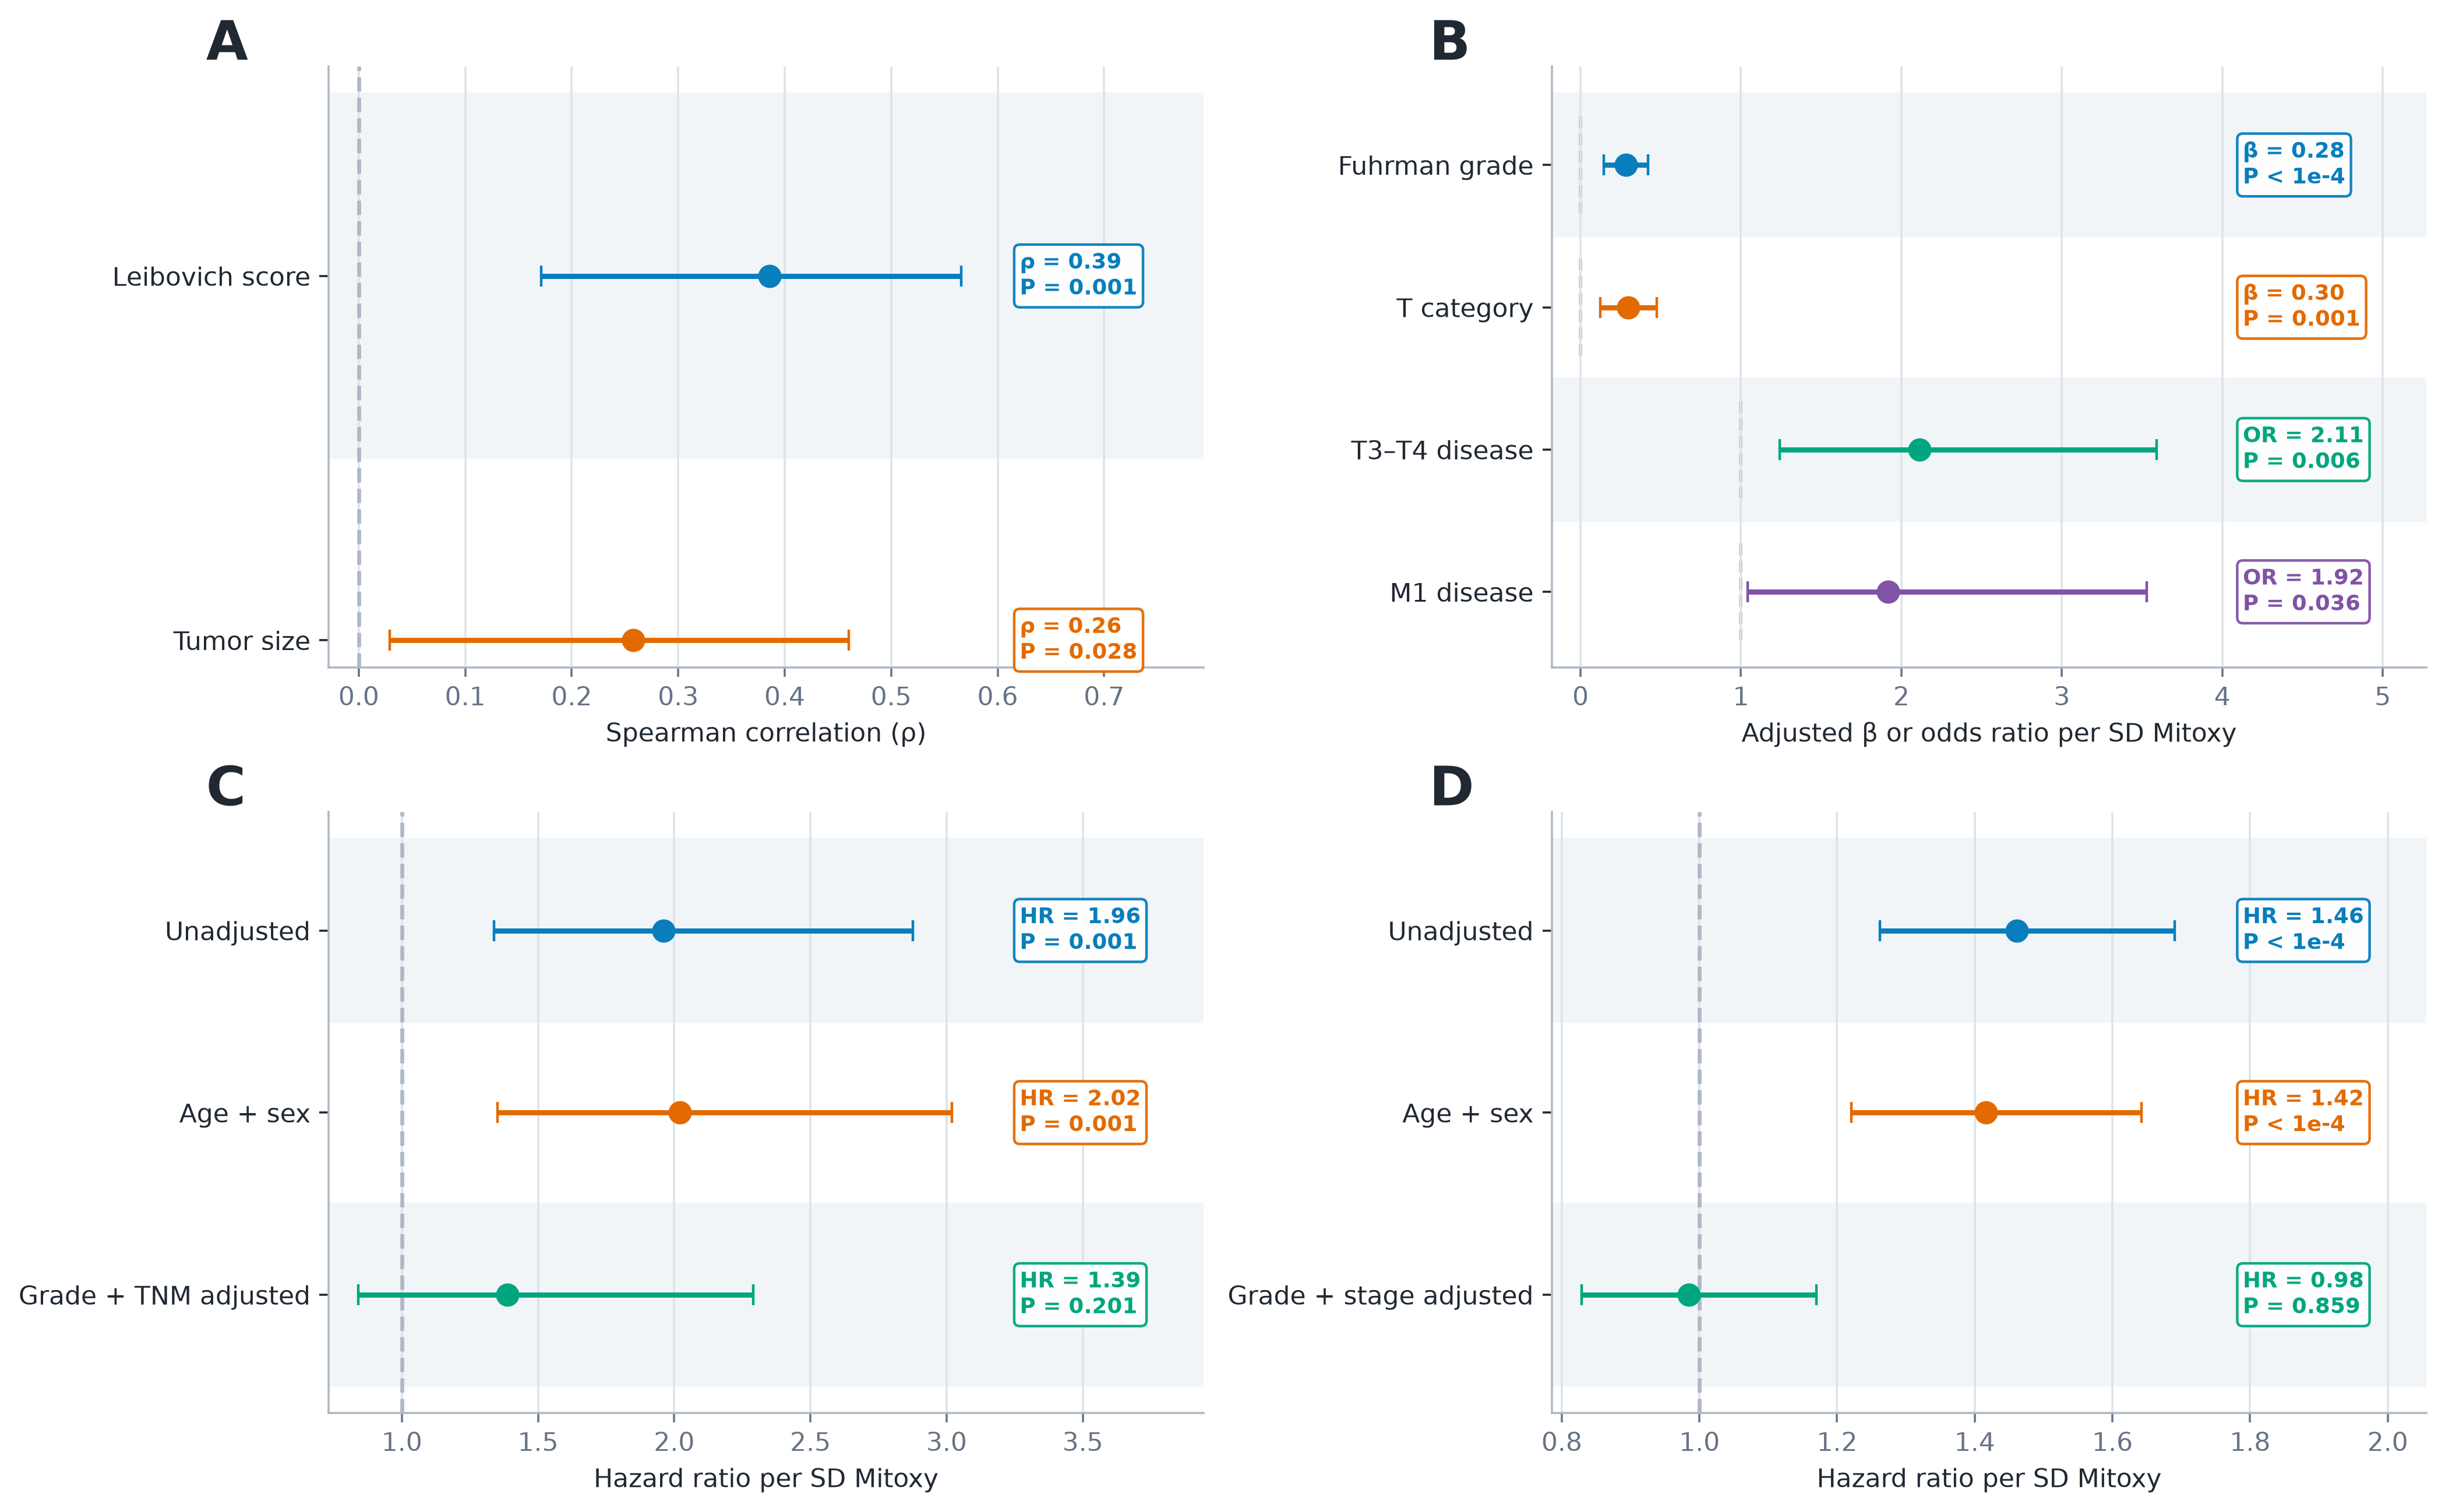 A
Leibovich score
ρ = 0.39
P = 0.001
Tumor size
ρ = 0.26
P = 0.028
0.0 0.1 0.2 0.3 0.4 0.5 0.6 0.7
Spearman correlation (ρ)
B
Fuhrman grade
β = 0.28
P < 1e-4
T category
β = 0.30
P = 0.001
T3–T4 disease
OR = 2.11
P = 0.006
M1 disease
OR = 1.92
P = 0.036
0 1 2 3 4 5
Adjusted β or odds ratio per SD Mitoxy
C
Unadjusted
HR = 1.96
P = 0.001
Age + sex
HR = 2.02
P = 0.001
Grade + TNM adjusted
HR = 1.39
P = 0.201
1.0 1.5 2.0 2.5 3.0 3.5
Hazard ratio per SD Mitoxy
D
Unadjusted
HR = 1.46
P < 1e-4
Age + sex
HR = 1.42
P < 1e-4
Grade + stage adjusted
HR = 0.98
P = 0.859
0.8 1.0 1.2 1.4 1.6 1.8 2.0
Hazard ratio per SD Mitoxy